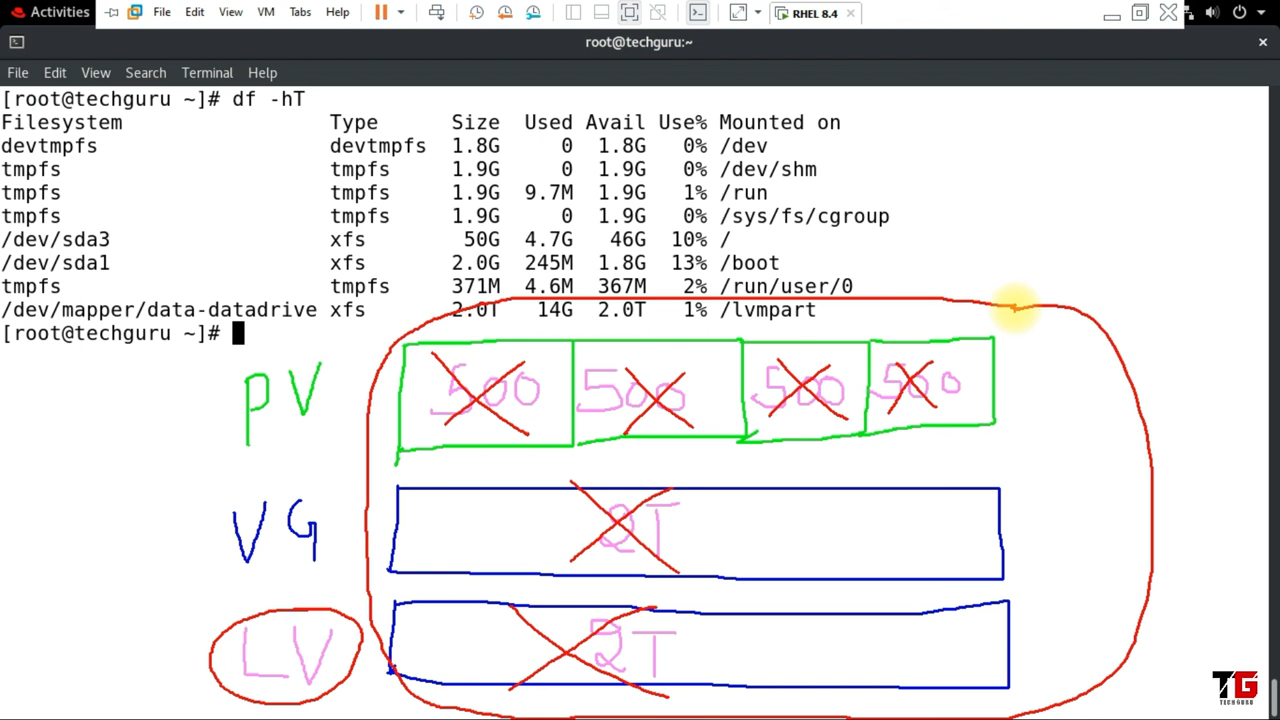 Activities File Edit View VM Tabs Help RHEL 8.4
root@techguru:~
File Edit View Search Terminal Help
[root@techguru ~]# df -hT
Filesystem Type Size Used Avail Use% Mounted on
devtmpfs devtmpfs 1.8G 0 1.8G 0% /dev
tmpfs tmpfs 1.9G 0 1.9G 0% /dev/shm
tmpfs tmpfs 1.9G 9.7M 1.9G 1% /run
tmpfs tmpfs 1.9G 0 1.9G 0% /sys/fs/cgroup
/dev/sda3 xfs 50G 4.7G 46G 10% /
/dev/sda1 xfs 2.0G 245M 1.8G 13% /boot
tmpfs tmpfs 371M 4.6M 367M 2% /run/user/0
/dev/mapper/data-datadrive xfs 2.0T 14G 2.0T 1% /lvmpart
[root@techguru ~]#
PV 500 500 500 500
VG 2T
LV 2T
TG
TECHGURU